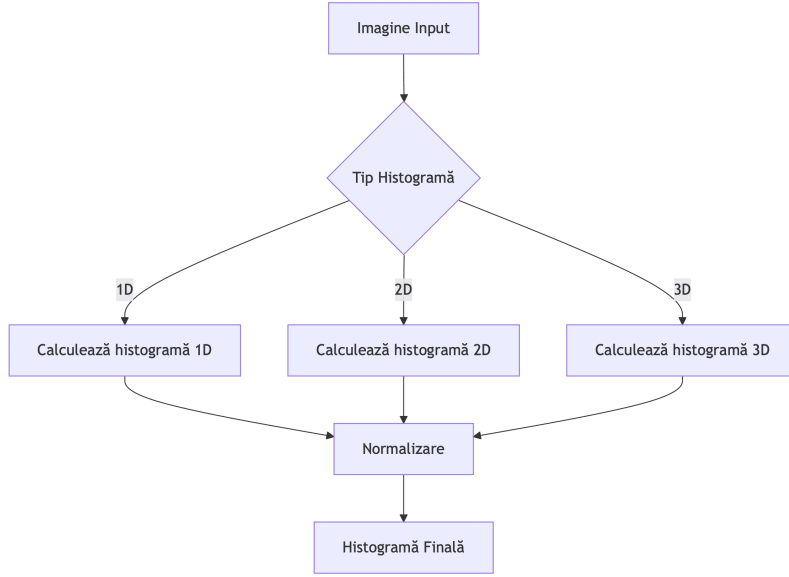 Imagine Input
Tip Histogramă
1D
2D
3D
Calculează histogramă 1D
Calculează histogramă 2D
Calculează histogramă 3D
Normalizare
Histogramă Finală